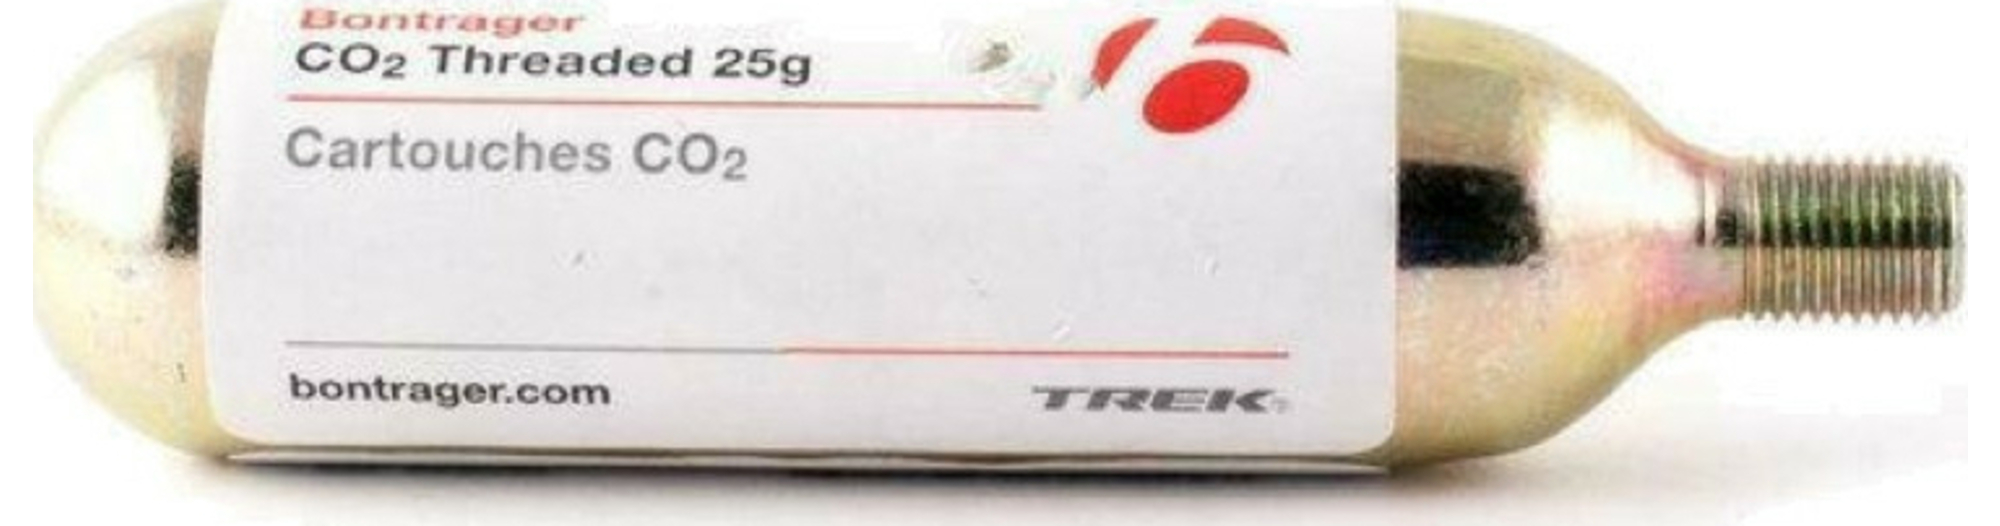 Bontrager
CO₂ Threaded 25g
Cartouches CO₂
bontrager.com
TREK